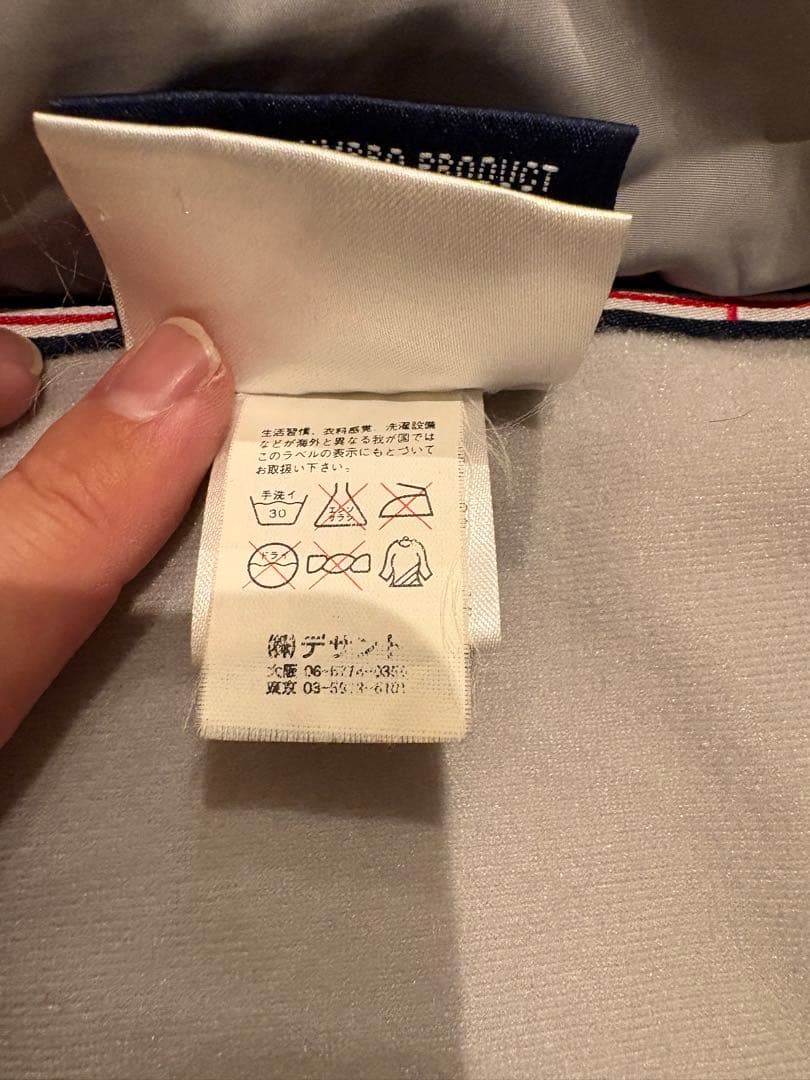 PRODUCT
生活習慣、衣料感覚、洗濯設備
などが海外と異なる我が国では
このラベルの表示にもとづいて
お取扱い下さい。
手洗イ
30
エンソ
サラシ
ドライ
㈱デサント
大阪
東京